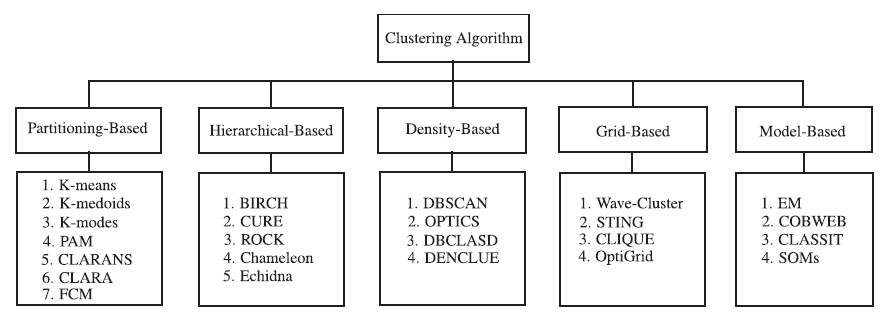 Clustering Algorithm
Partitioning-Based
Hierarchical-Based
Density-Based
Grid-Based
Model-Based
1. K-means
2. K-medoids
3. K-modes
4. PAM
5. CLARANS
6. CLARA
7. FCM
1. BIRCH
2. CURE
3. ROCK
4. Chameleon
5. Echidna
1. DBSCAN
2. OPTICS
3. DBCLASD
4. DENCLUE
1. Wave-Cluster
2. STING
3. CLIQUE
4. OptiGrid
1. EM
2. COBWEB
3. CLASSIT
4. SOMs